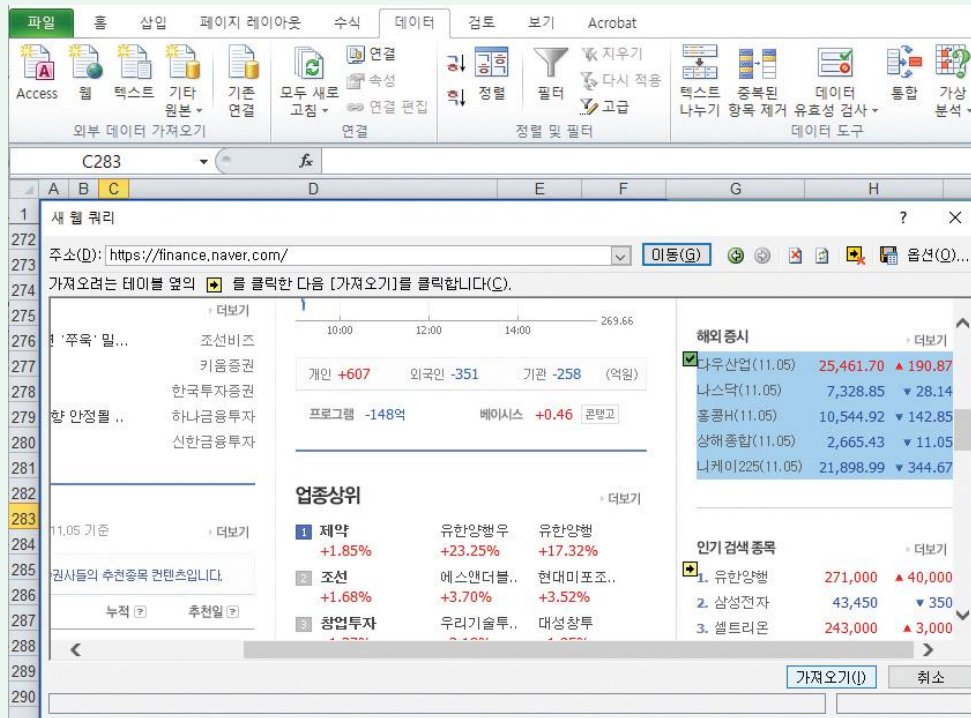 파일 홈 삽입 페이지 레이아웃 수식 데이터 검토 보기 Acrobat
Access 웹 텍스트 기타 원본 기존 연결
외부 데이터 가져오기
모두 새로 고침 연결 속성 연결 편집
연결
정렬 필터 지우기 다시 적용 고급
정렬 및 필터
텍스트 나누기 중복된 항목 제거 데이터 유효성 검사 통합 가상 분석
데이터 도구
C283 fx
A B C D E F G H
1 새 웹 쿼리 ? X
272
273 주소(D): https://finance.naver.com/ 이동(G) 옵션(O)...
274 가져오려는 테이블 옆의 를 클릭한 다음 [가져오기]를 클릭합니다(C).
275
276
277
278
279
280
281
282
283
284
285
286
287
288
289
290
더보기
'쭈욱' 밀... 조선비즈
키움증권
한국투자증권
향 안정될 .. 하나금융투자
신한금융투자
11.05 기준 더보기
권사들의 추천종목 컨텐츠입니다.
누적 ? 추천일 ?
10:00 12:00 14:00 269.66
개인 +607 외국인 -351 기관 -258 (억원)
프로그램 -148억 베이시스 +0.46 콘탱고
업종상위 더보기
1 제약 유한양행우 유한양행
+1.85% +23.25% +17.32%
2 조선 에스앤더블.. 현대미포조..
+1.68% +3.70% +3.52%
3 창업투자 우리기술투.. 대성창투
해외 증시 더보기
다우산업(11.05) 25,461.70 ▲ 190.87
나스닥(11.05) 7,328.85 ▼ 28.14
홍콩H(11.05) 10,544.92 ▼ 142.85
상해종합(11.05) 2,665.43 ▼ 11.05
니케이225(11.05) 21,898.99 ▼ 344.67
인기 검색 종목 더보기
1. 유한양행 271,000 ▲ 40,000
2. 삼성전자 43,450 ▼ 350
3. 셀트리온 243,000 ▲ 3,000
가져오기(I) 취소